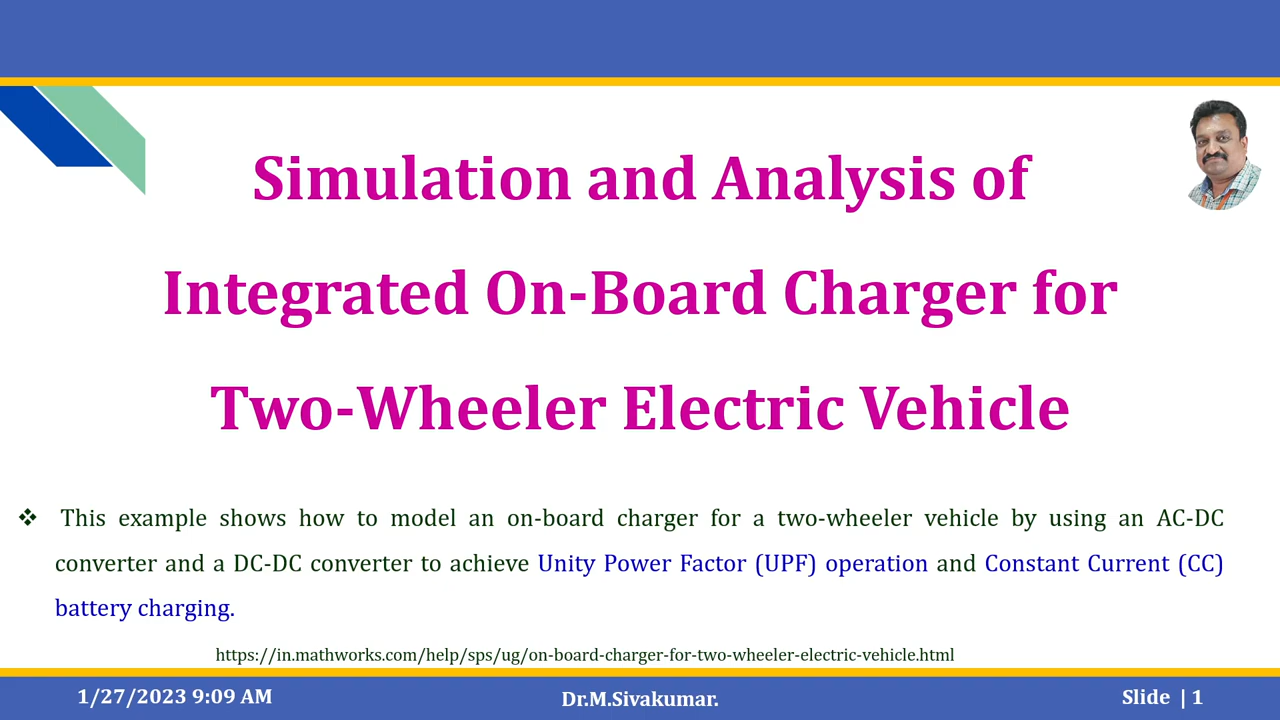 Simulation and Analysis of
Integrated On-Board Charger for
Two-Wheeler Electric Vehicle
❖ This example shows how to model an on-board charger for a two-wheeler vehicle by using an AC-DC
converter and a DC-DC converter to achieve Unity Power Factor (UPF) operation and Constant Current (CC)
battery charging.
https://in.mathworks.com/help/sps/ug/on-board-charger-for-two-wheeler-electric-vehicle.html
1/27/2023 9:09 AM
Dr.M.Sivakumar.
Slide | 1